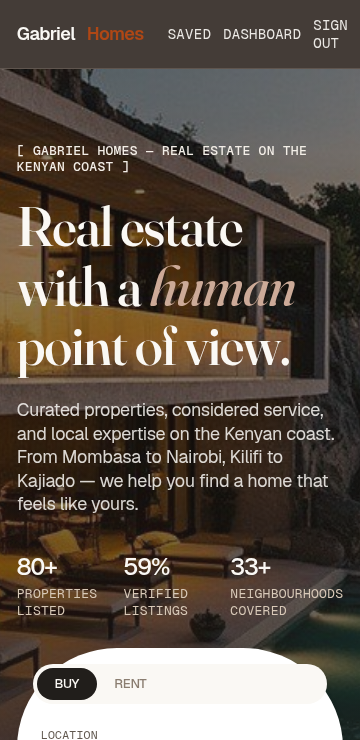 Gabriel Homes SAVED DASHBOARD SIGN OUT
[ GABRIEL HOMES — REAL ESTATE ON THE
KENYAN COAST ]
Real estate
with a human
point of view.
Curated properties, considered service,
and local expertise on the Kenyan coast.
From Mombasa to Nairobi, Kilifi to
Kajiado — we help you find a home that
feels like yours.
80+ 59% 33+
PROPERTIES LISTED VERIFIED LISTINGS NEIGHBOURHOODS COVERED
BUY RENT
LOCATION